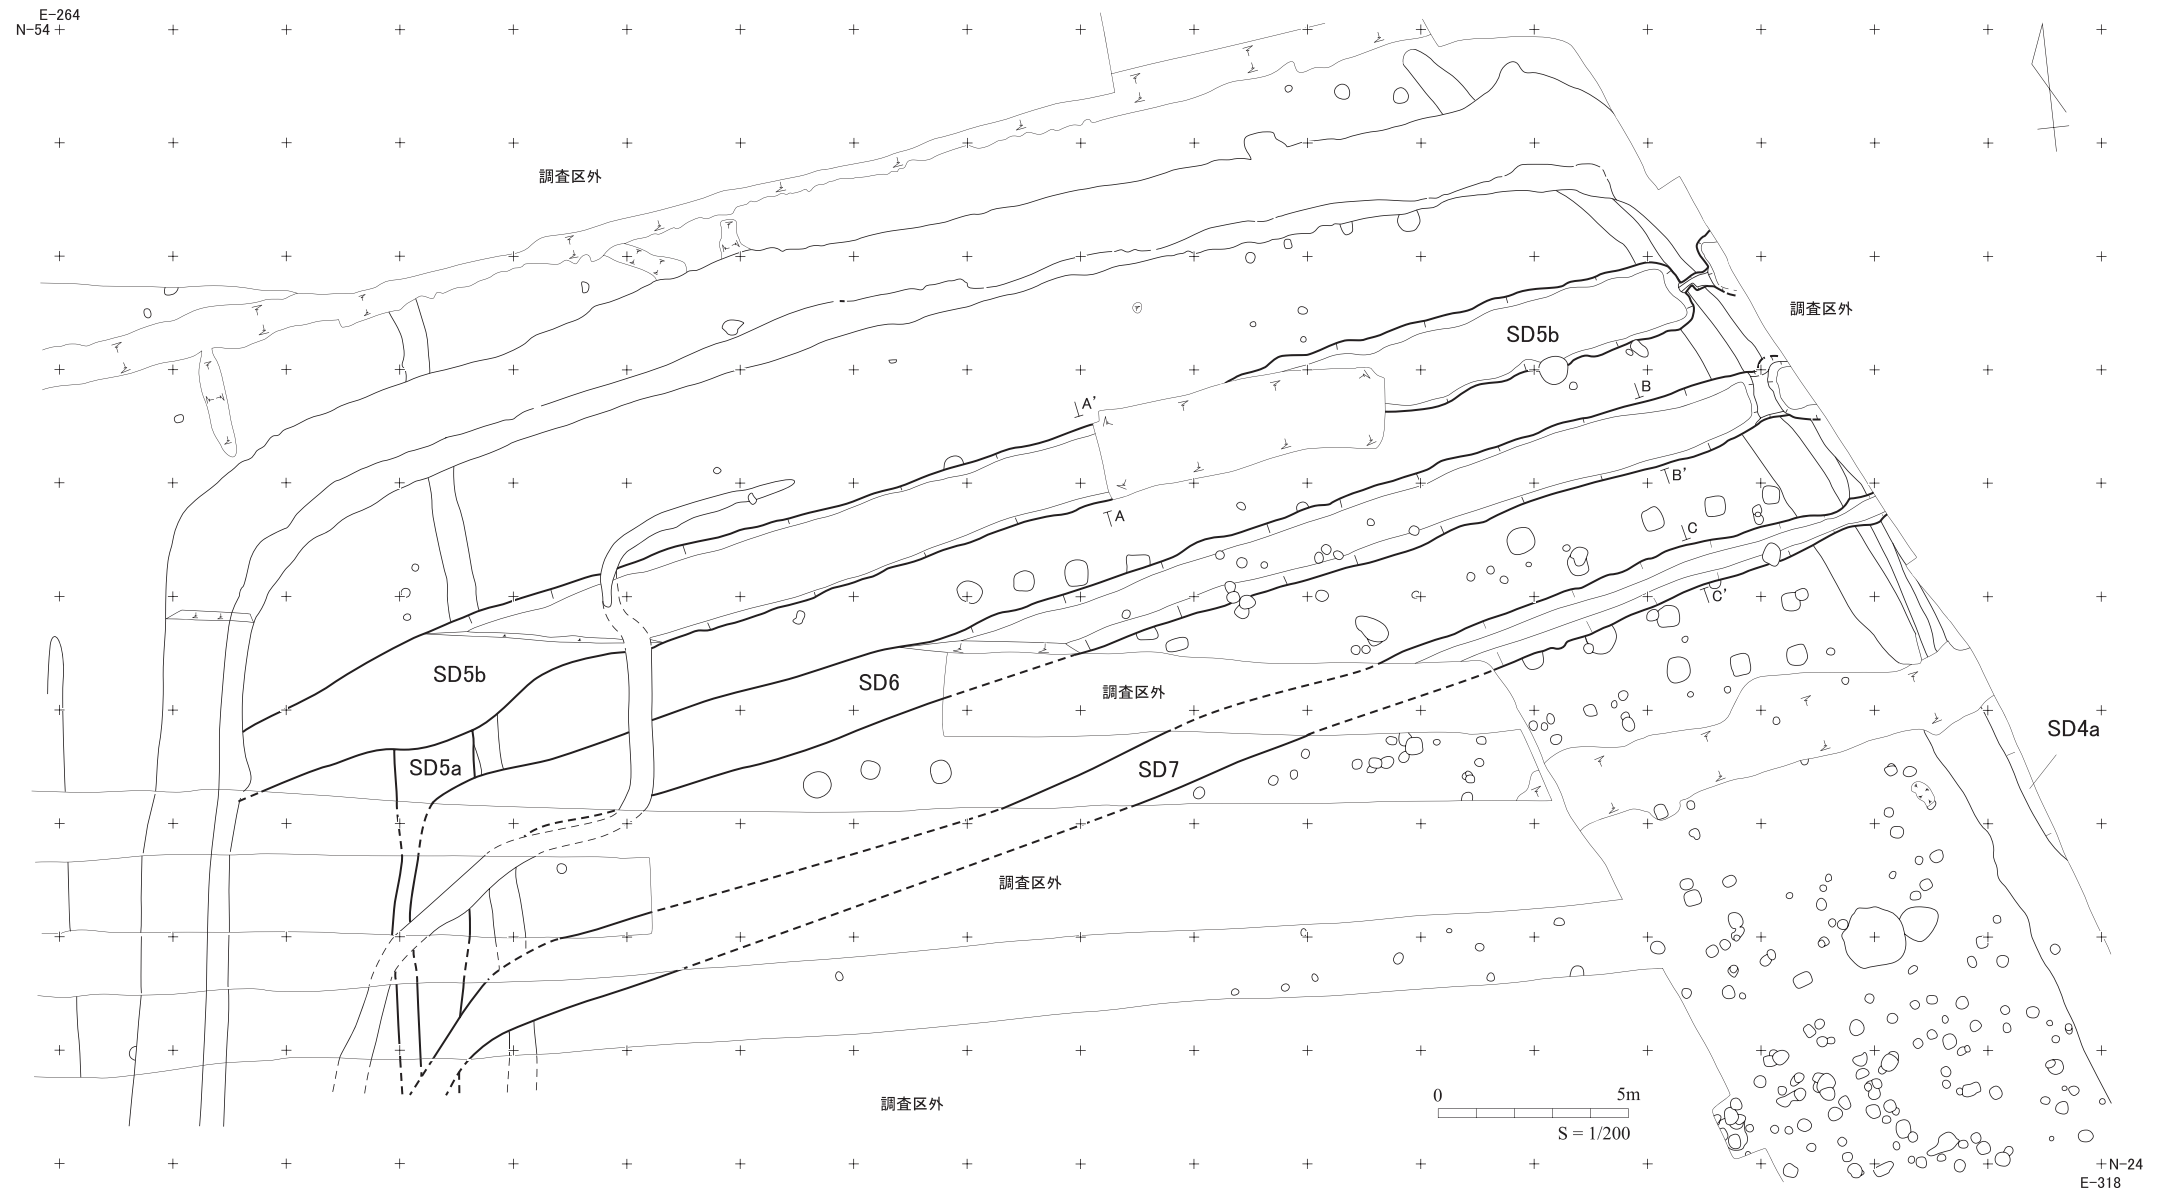 E-264
N-54
調査区外
調査区外
SD5b
B
A'
B'
A
C
C'
SD5b
SD6
調査区外
SD4a
SD5a
SD7
調査区外
0 5m
S = 1/200
調査区外
N-24
E-318